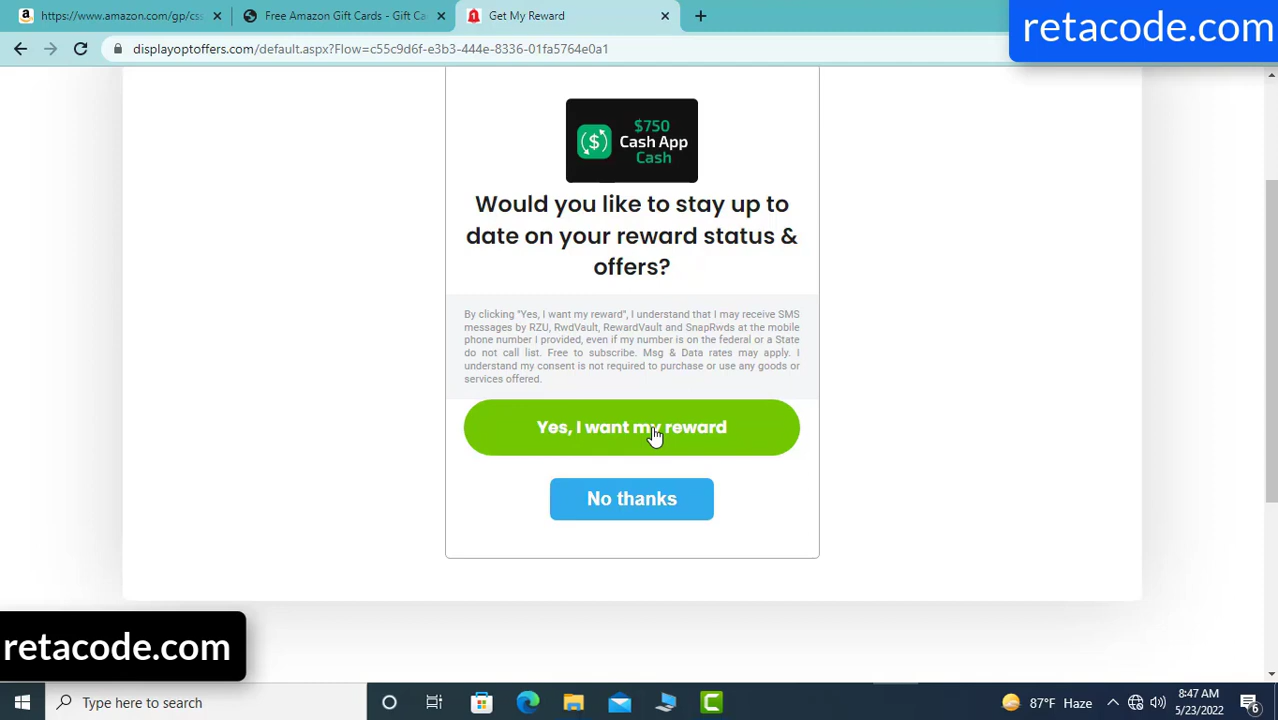 https://www.amazon.com/gp/css
Free Amazon Gift Cards - Gift Ca
Get My Reward
retacode.com
displayoptoffers.com/default.aspx?Flow=c55c9d6f-e3b3-444e-8336-01fa5764e0a1
$750
Cash App
Cash
Would you like to stay up to
date on your reward status &
offers?
By clicking "Yes, I want my reward", I understand that I may receive SMS
messages by RZU, RwdVault, RewardVault and SnapRwds at the mobile
phone number I provided, even if my number is on the federal or a State
do not call list. Free to subscribe. Msg & Data rates may apply. I
understand my consent is not required to purchase or use any goods or
services offered.
Yes, I want my reward
No thanks
retacode.com
Type here to search
87°F Haze
8:47 AM
5/23/2022
6